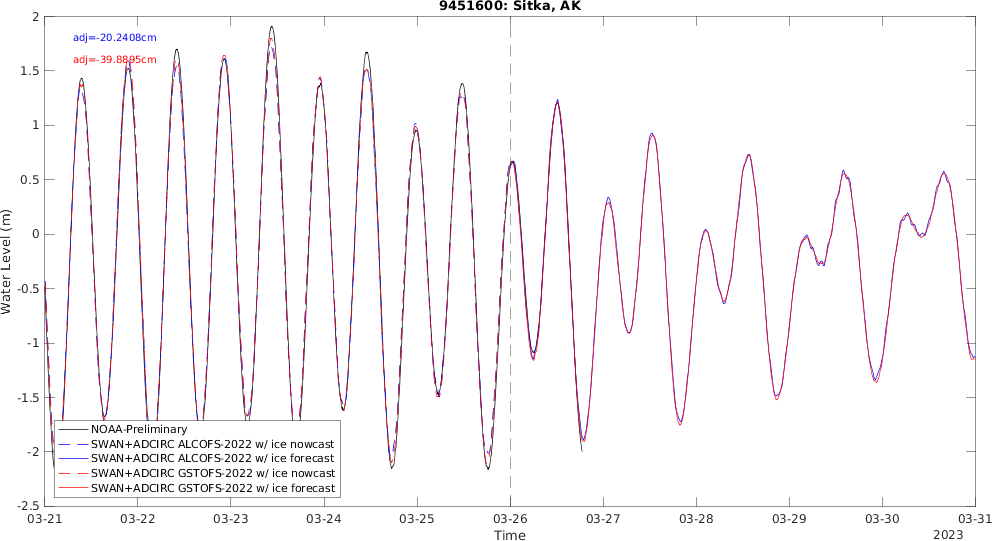 9451600: Sitka, AK
adj=-20.2408cm
adj=-39.8895cm
2
1.5
1
0.5
0
-0.5
-1
-1.5
-2
-2.5
Water Level (m)
NOAA-Preliminary
SWAN+ADCIRC ALCOFS-2022 w/ ice nowcast
SWAN+ADCIRC ALCOFS-2022 w/ ice forecast
SWAN+ADCIRC GSTOFS-2022 w/ ice nowcast
SWAN+ADCIRC GSTOFS-2022 w/ ice forecast
03-21 03-22 03-23 03-24 03-25 03-26 03-27 03-28 03-29 03-30 03-31
Time
2023